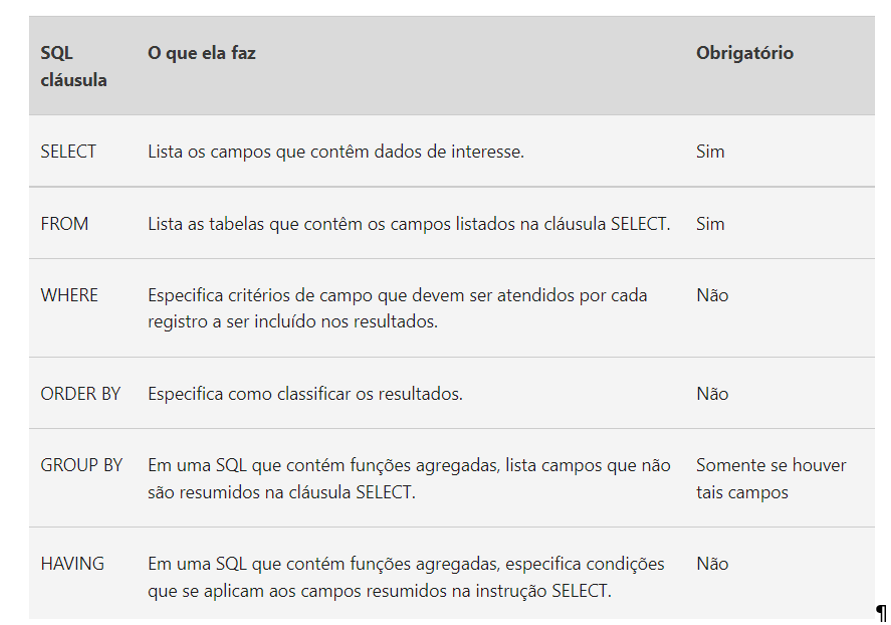 SQL cláusula O que ela faz Obrigatório
SELECT Lista os campos que contêm dados de interesse. Sim
FROM Lista as tabelas que contêm os campos listados na cláusula SELECT. Sim
WHERE Especifica critérios de campo que devem ser atendidos por cada Não
registro a ser incluído nos resultados.
ORDER BY Especifica como classificar os resultados. Não
GROUP BY Em uma SQL que contém funções agregadas, lista campos que não Somente se houver
são resumidos na cláusula SELECT. tais campos
HAVING Em uma SQL que contém funções agregadas, especifica condições Não
que se aplicam aos campos resumidos na instrução SELECT.
¶